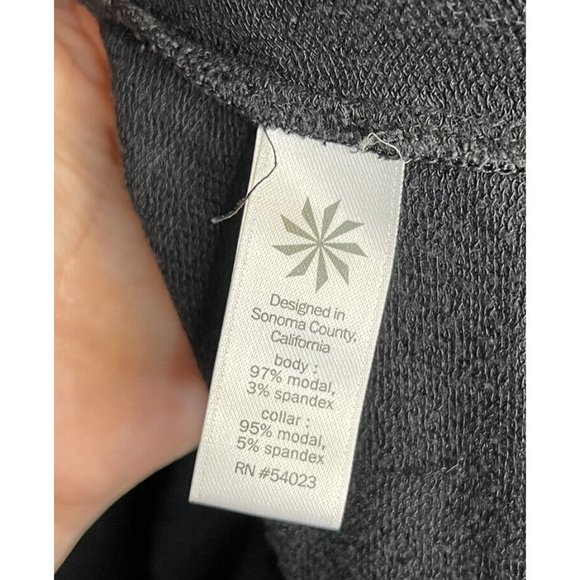 Designed in
Sonoma County,
California
body :
97% modal,
3% spandex
collar :
95% modal,
5% spandex
RN #54023